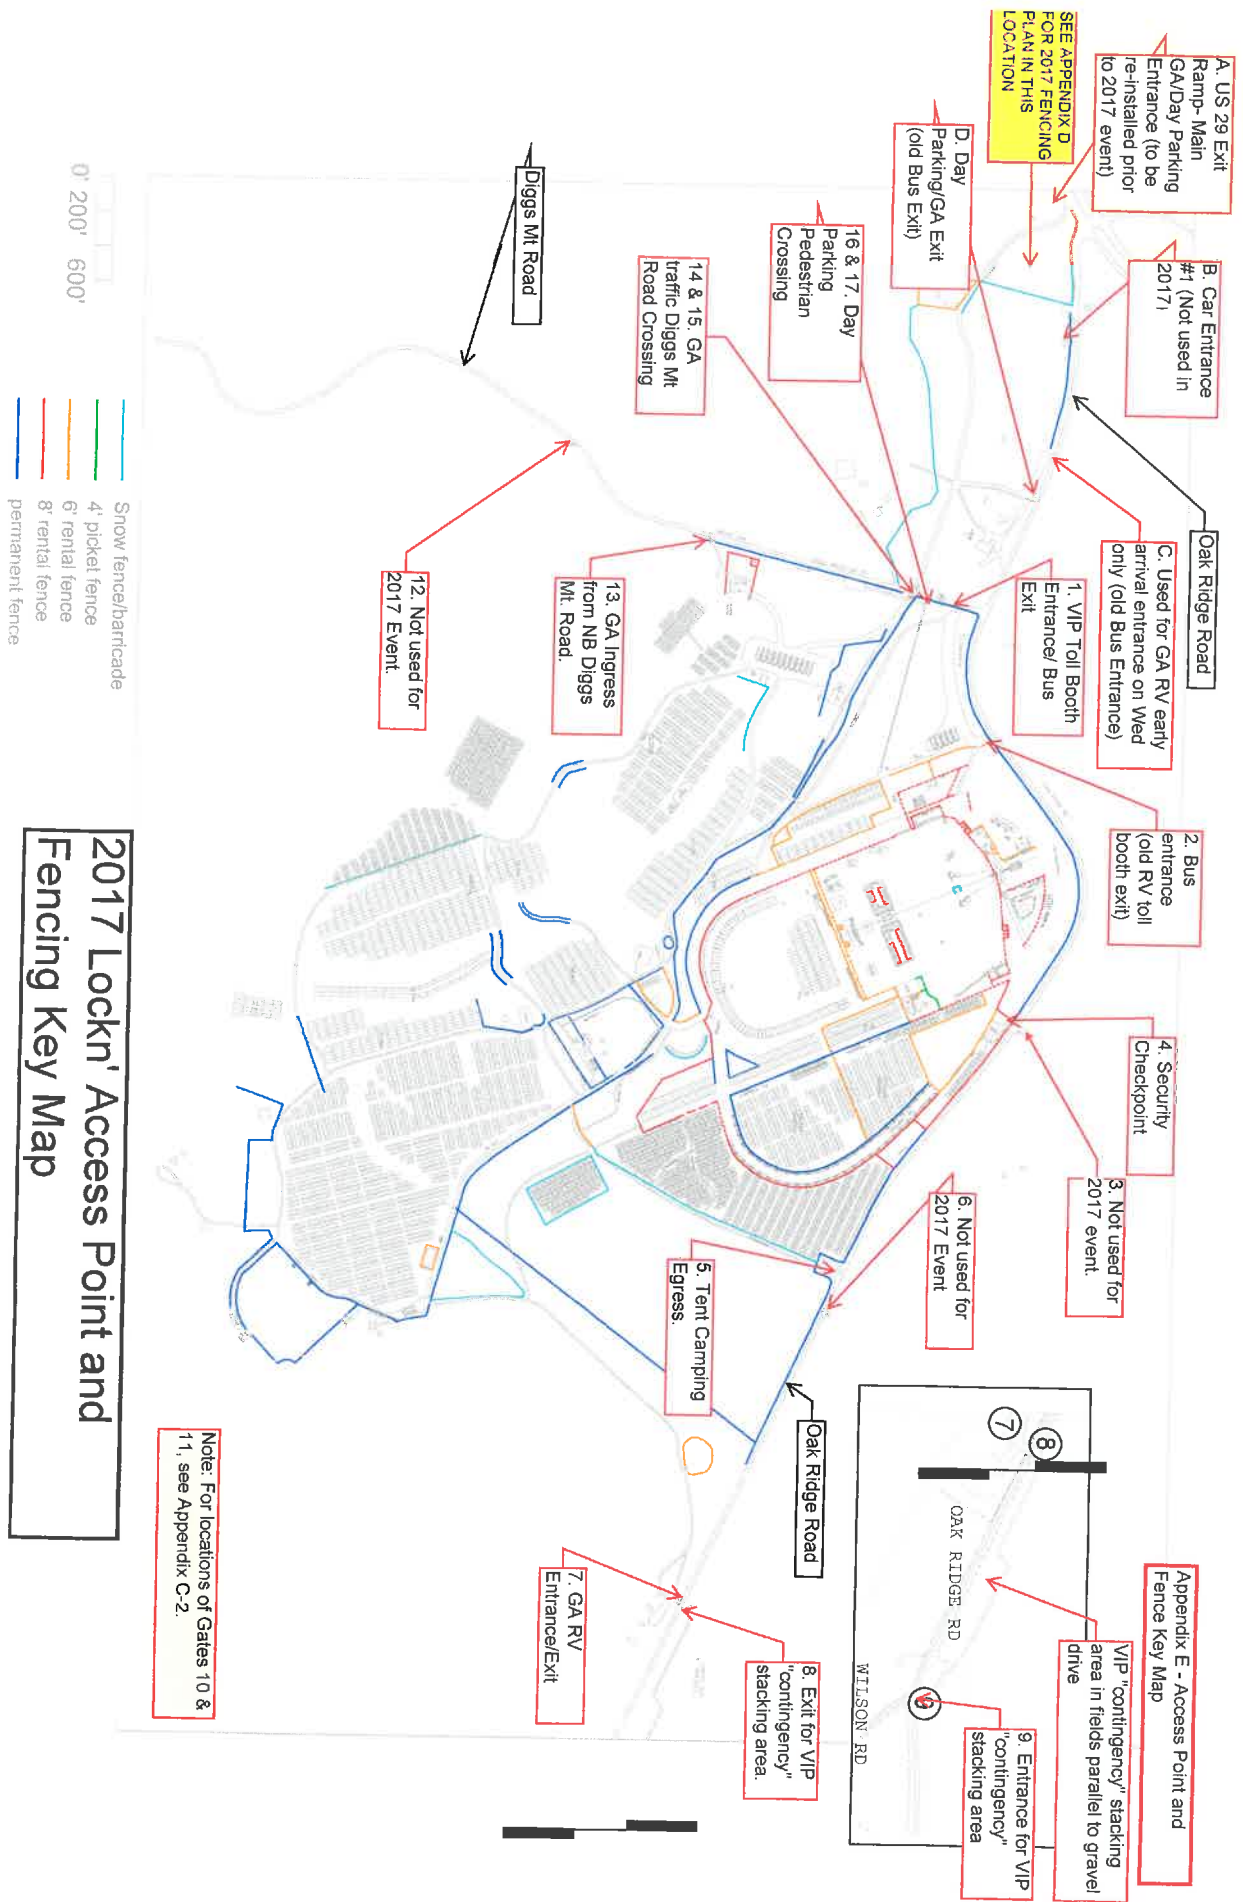 Appendix E - Access Point and
Fence Key Map
A. US 29 Exit
Ramp- Main
GA/Day Parking
Entrance (to be
re-installed prior
to 2017 event)
SEE APPENDIX D
FOR 2017 FENCING
PLAN IN THIS
LOCATION
B. Car Entrance
#1 (Not used in
2017)
D. Day
Parking/GA Exit
(old Bus Exit)
16 & 17. Day
Parking
Pedestrian
Crossing
14 & 15. GA
traffic Diggs Mt
Road Crossing
Diggs Mt Road
Oak Ridge Road
C. Used for GA RV early
arrival entrance on Wed
only (old Bus Entrance)
1. VIP Toll Booth
Entrance/ Bus
Exit
13. GA Ingress
from NB Diggs
Mt. Road.
12. Not used for
2017 Event.
2. Bus
entrance
(old RV toll
booth exit)
4. Security
Checkpoint
3. Not used for
2017 event.
6. Not used for
2017 Event
5. Tent Camping
Egress.
Oak Ridge Road
7
8
OAK RIDGE RD
WILSON RD
9
VIP "contingency" stacking
area in fields parallel to gravel
drive
9. Entrance for VIP
"contingency"
stacking area
8. Exit for VIP
"contingency"
stacking area.
7. GA RV
Entrance/Exit
Note: For locations of Gates 10 &
11, see Appendix C-2.
0' 200' 600'
Snow fence/barricade
4' picket fence
6' rental fence
8' rental fence
permanent fence
2017 Lockn' Access Point and
Fencing Key Map